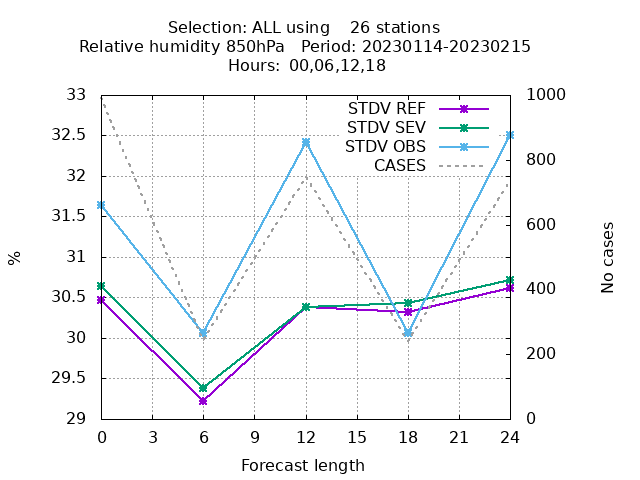 Selection: ALL using    26 stations
Relative humidity 850hPa   Period: 20230114-20230215
Hours: 00,06,12,18
33
32.5
32
31.5
31
30.5
30
29.5
29
%
STDV REF
STDV SEV
STDV OBS
CASES
1000
800
600
400
200
0
No cases
0 3 6 9 12 15 18 21 24
Forecast length